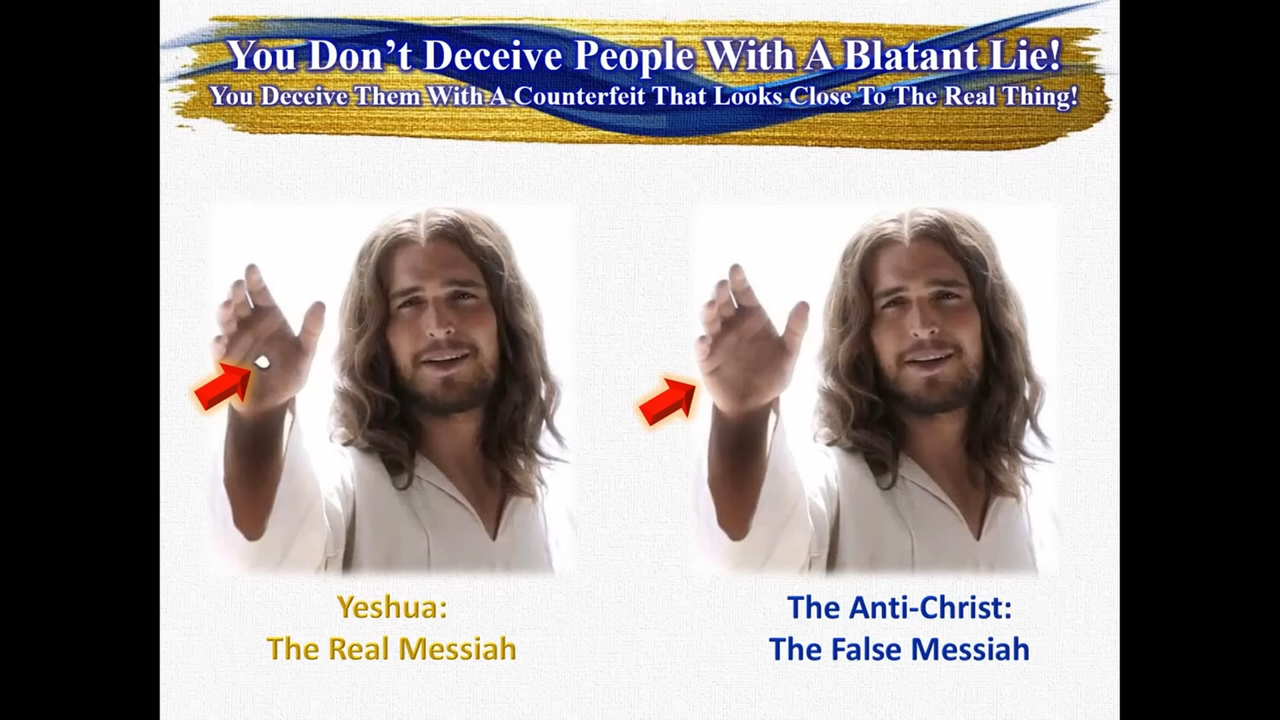 You Don't Deceive People With A Blatant Lie!
You Deceive Them With A Counterfeit That Looks Close To The Real Thing!
Yeshua:
The Real Messiah
The Anti-Christ:
The False Messiah